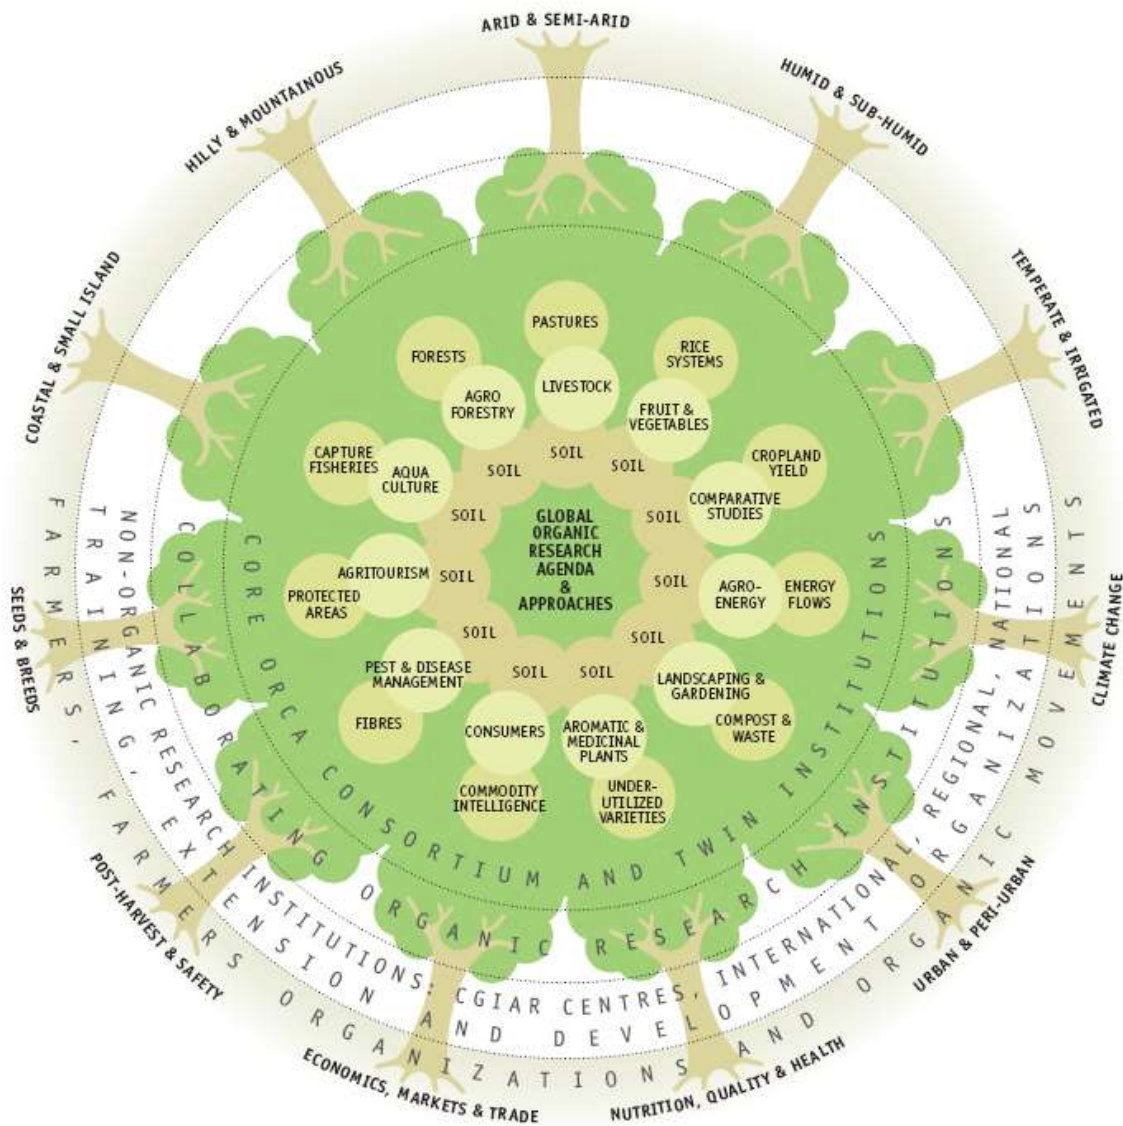 ARID & SEMI-ARID
HUMID & SUB-HUMID
TEMPERATE & IRRIGATED
CLIMATE CHANGE
URBAN & PERI-URBAN
NUTRITION, QUALITY & HEALTH
ECONOMICS, MARKETS & TRADE
POST-HARVEST & SAFETY
SEEDS & BREEDS
COASTAL & SMALL ISLAND
HILLY & MOUNTAINOUS
PASTURES
LIVESTOCK
RICE
SYSTEMS
FRUIT &
VEGETABLES
CROPLAND
YIELD
COMPARATIVE
STUDIES
ENERGY
FLOWS
AGRO-
ENERGY
LANDSCAPING &
GARDENING
COMPOST &
WASTE
AROMATIC &
MEDICINAL
PLANTS
UNDER-
UTILIZED
VARIETIES
CONSUMERS
COMMODITY
INTELLIGENCE
PEST & DISEASE
MANAGEMENT
FIBRES
AGRITOURISM
PROTECTED
AREAS
CAPTURE
FISHERIES
AQUA
CULTURE
FORESTS
AGRO
FORESTRY
SOIL
SOIL
SOIL
SOIL
SOIL
SOIL
SOIL
SOIL
SOIL
SOIL
SOIL
GLOBAL
ORGANIC
RESEARCH
AGENDA
&
APPROACHES
CORE ORCA CONSORTIUM AND TWIN INSTITUTIONS
COLLABORATING ORGANIC RESEARCH INSTITUTIONS
NON-ORGANIC RESEARCH INSTITUTIONS: CGIAR CENTRES, INTERNATIONAL, REGIONAL, NATIONAL
TRAINING, EXTENSION AND DEVELOPMENT ORGANIZATIONS
FARMERS, FARMERS ORGANIZATIONS AND ORGANIC MOVEMENTS